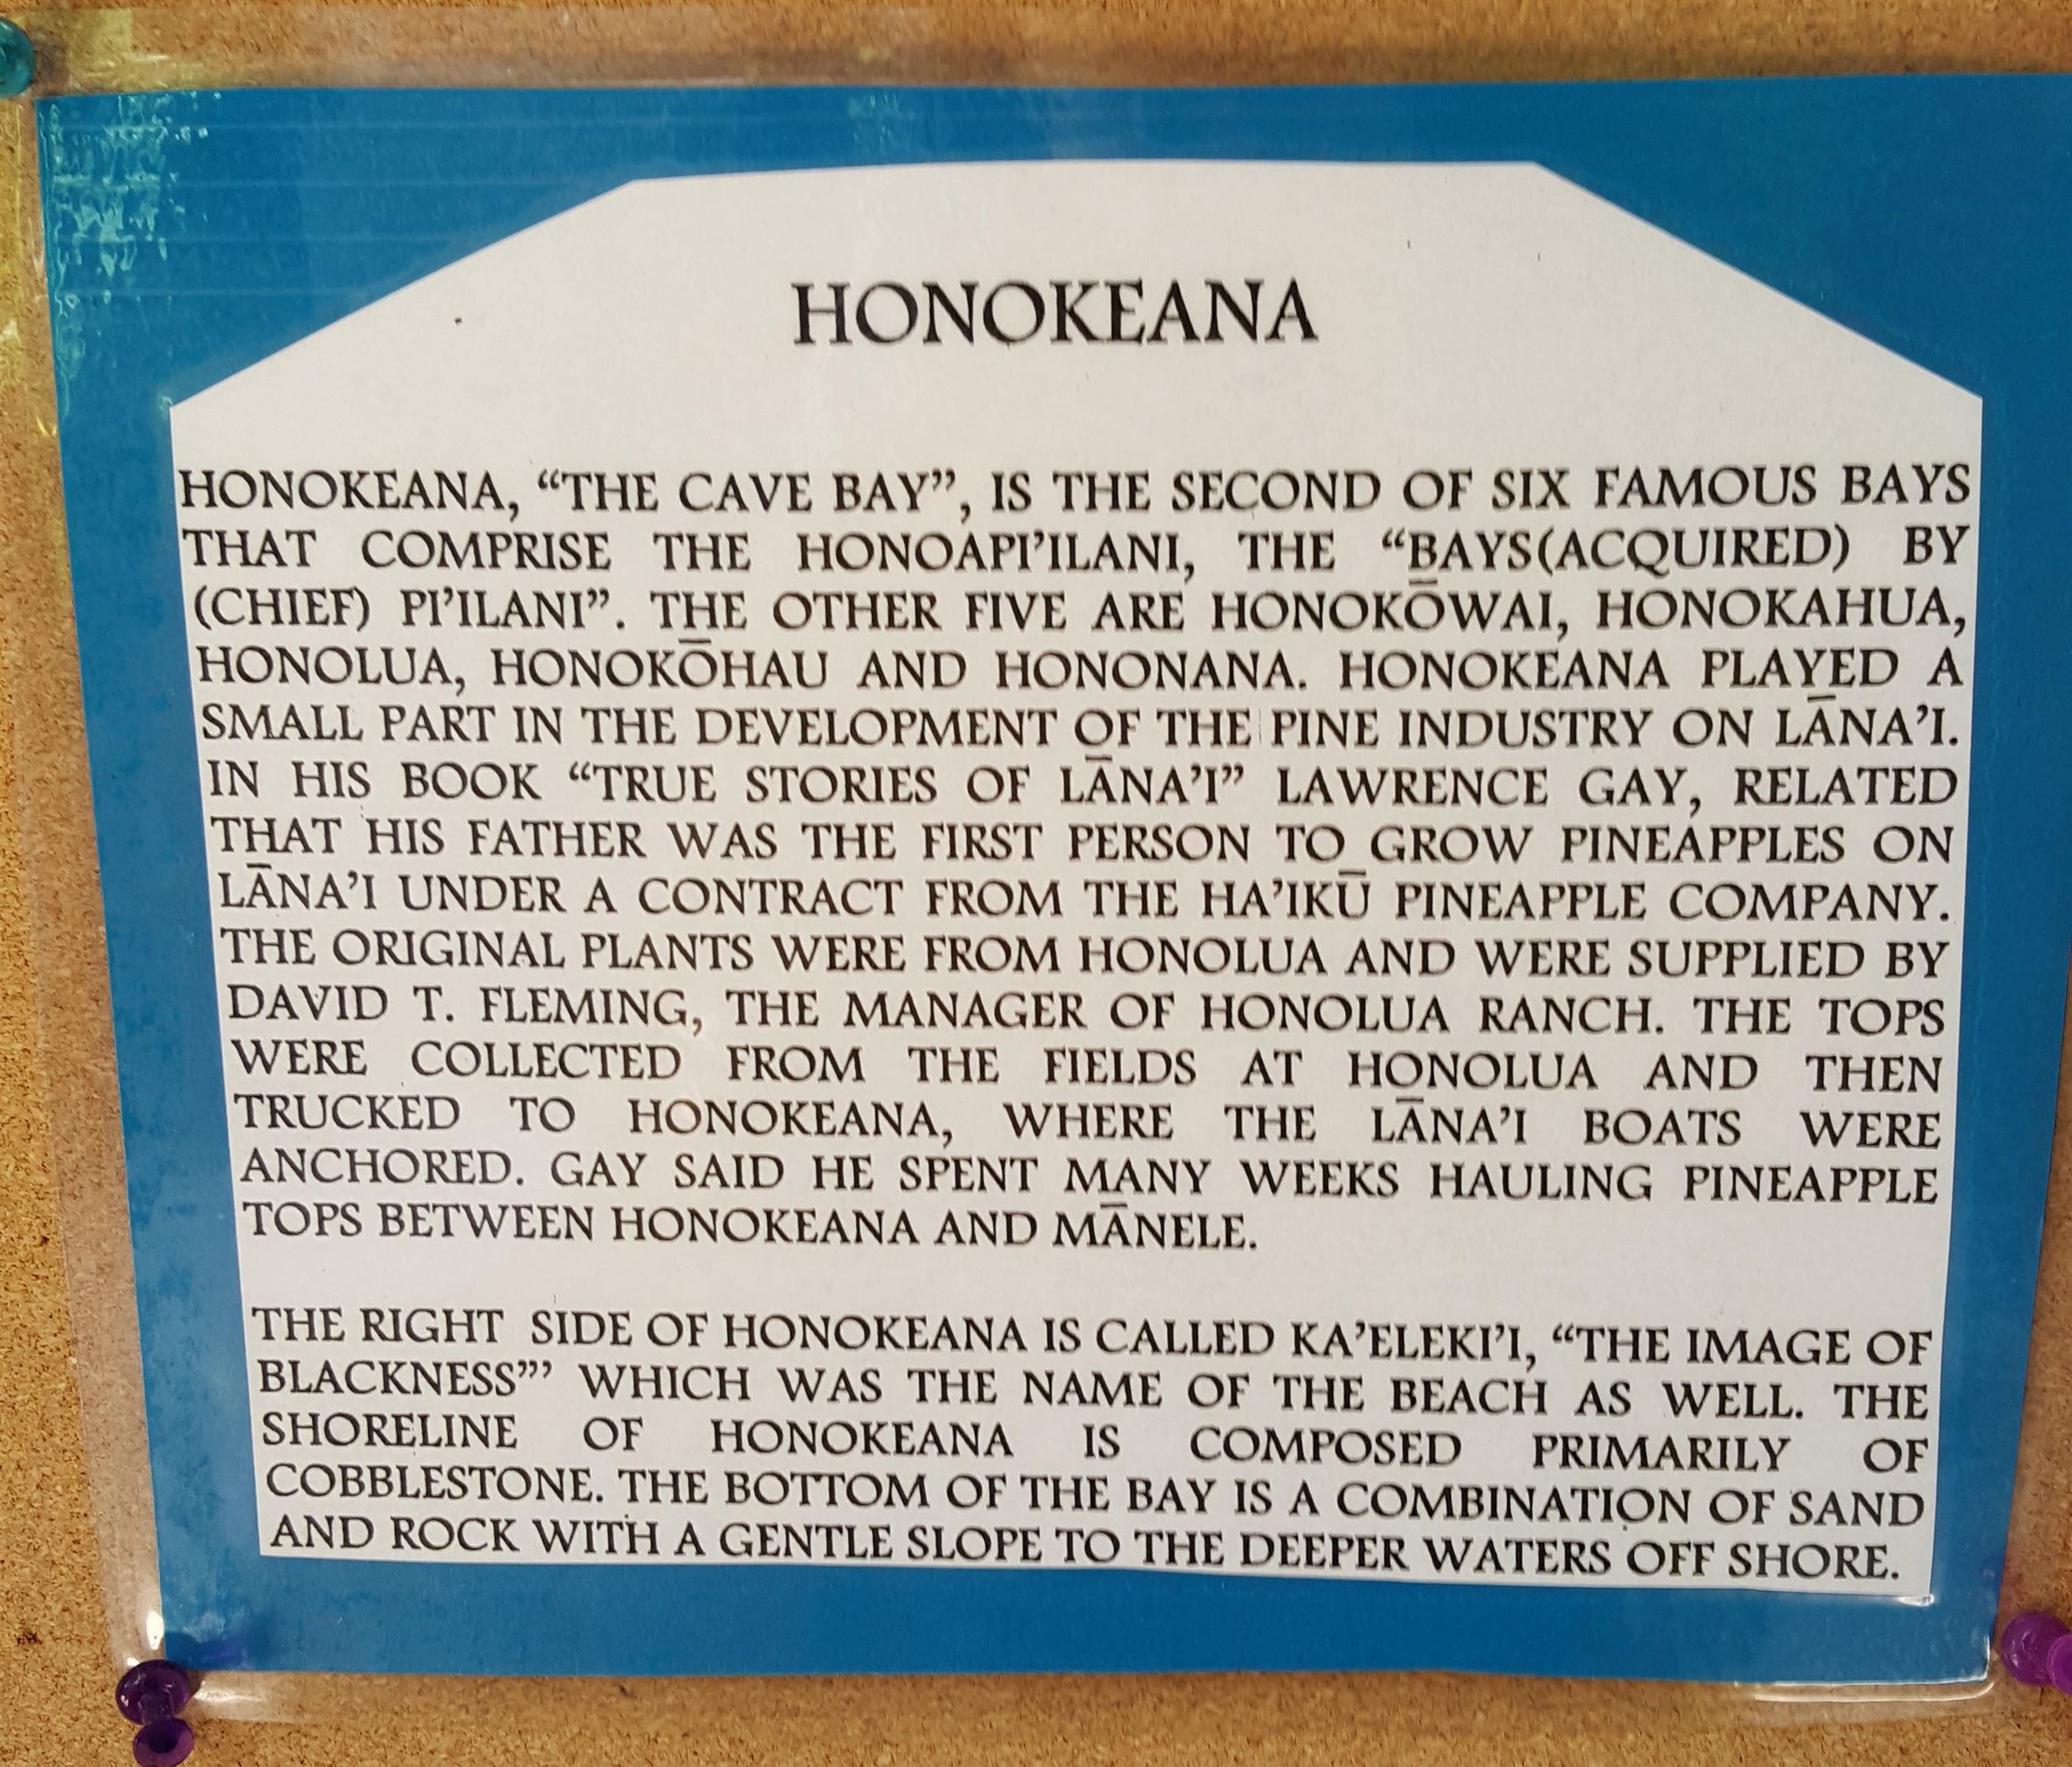 HONOKEANA
HONOKEANA, “THE CAVE BAY”, IS THE SECOND OF SIX FAMOUS BAYS
THAT COMPRISE THE HONOAPI’ILANI, THE “BAYS(ACQUIRED) BY
(CHIEF) PI’ILANI”. THE OTHER FIVE ARE HONOKŌWAI, HONOKAHUA,
HONOLUA, HONOKŌHAU AND HONONANA. HONOKEANA PLAYED A
SMALL PART IN THE DEVELOPMENT OF THE PINE INDUSTRY ON LĀNA’I.
IN HIS BOOK “TRUE STORIES OF LĀNA’I” LAWRENCE GAY, RELATED
THAT HIS FATHER WAS THE FIRST PERSON TO GROW PINEAPPLES ON
LĀNA’I UNDER A CONTRACT FROM THE HA’IKŪ PINEAPPLE COMPANY.
THE ORIGINAL PLANTS WERE FROM HONOLUA AND WERE SUPPLIED BY
DAVID T. FLEMING, THE MANAGER OF HONOLUA RANCH. THE TOPS
WERE COLLECTED FROM THE FIELDS AT HONOLUA AND THEN
TRUCKED TO HONOKEANA, WHERE THE LĀNA’I BOATS WERE
ANCHORED. GAY SAID HE SPENT MANY WEEKS HAULING PINEAPPLE
TOPS BETWEEN HONOKEANA AND MĀNELE.
THE RIGHT SIDE OF HONOKEANA IS CALLED KA’ELEKI’I, “THE IMAGE OF
BLACKNESS”’ WHICH WAS THE NAME OF THE BEACH AS WELL. THE
SHORELINE OF HONOKEANA IS COMPOSED PRIMARILY OF
COBBLESTONE. THE BOTTOM OF THE BAY IS A COMBINATION OF SAND
AND ROCK WITH A GENTLE SLOPE TO THE DEEPER WATERS OFF SHORE.